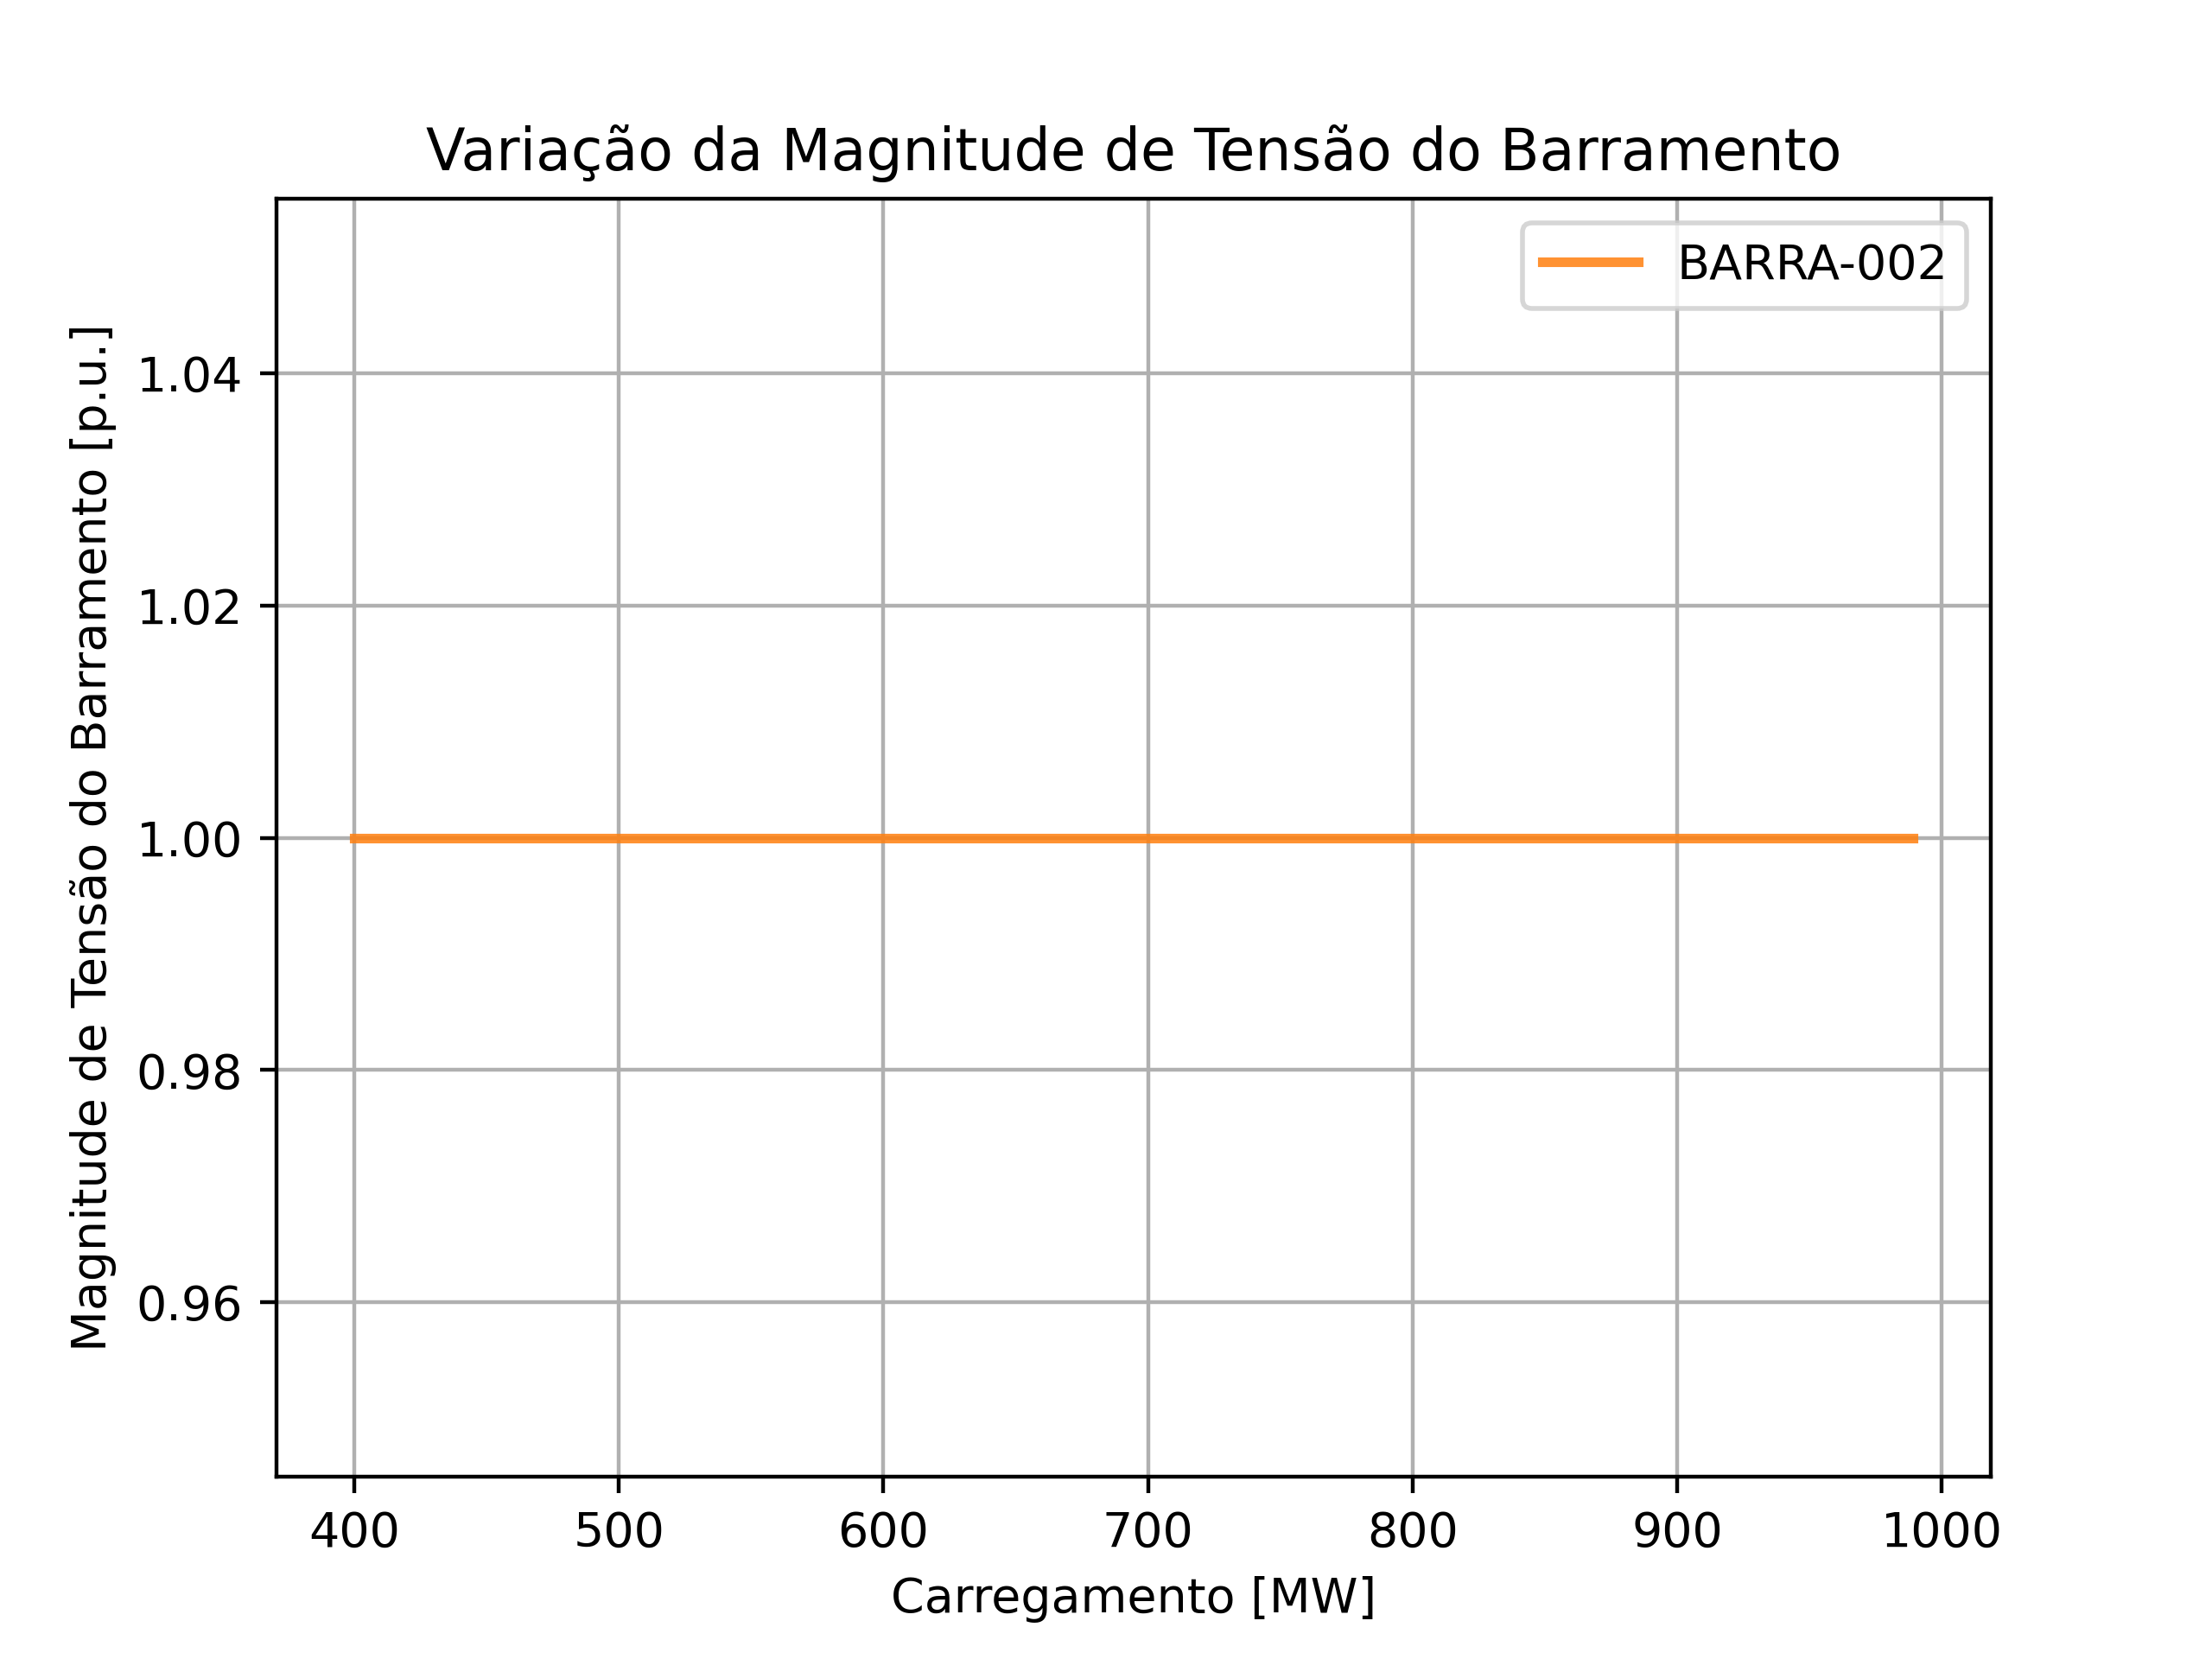 Variação da Magnitude de Tensão do Barramento
BARRA-002
Magnitude de Tensão do Barramento [p.u.]
1.04
1.02
1.00
0.98
0.96
400 500 600 700 800 900 1000
Carregamento [MW]